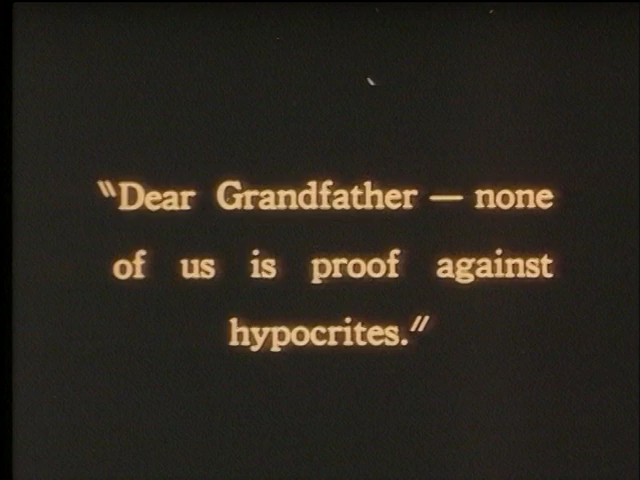 "Dear Grandfather — none
of us is proof against
hypocrites."